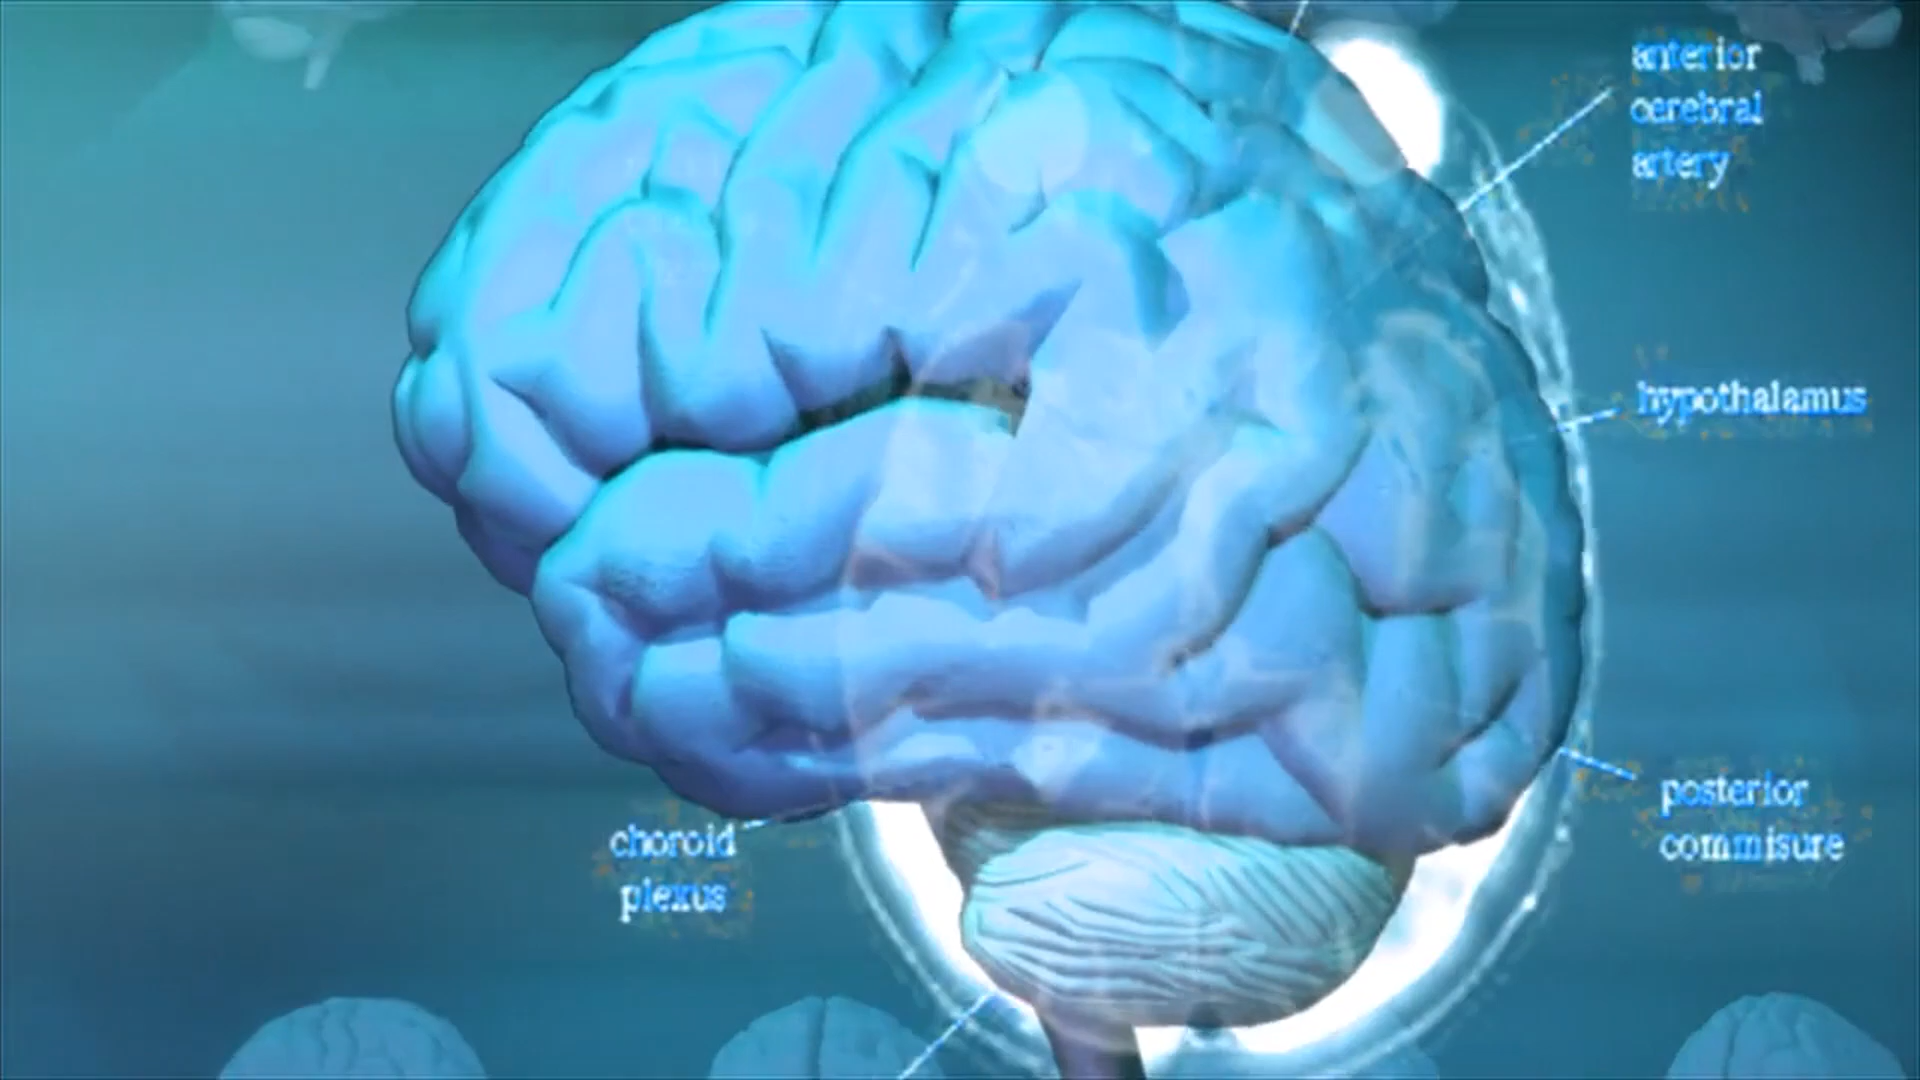 anterior
cerebral
artery
hypothalamus
posterior
commisure
choroid
plexus